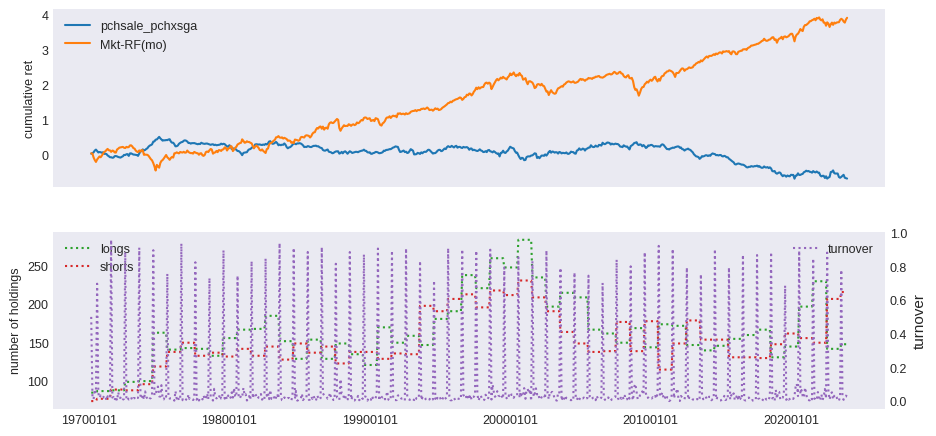 4
3
2
1
0
cumulative ret
pchsale_pchxsga
Mkt-RF(mo)
250
200
150
100
number of holdings
longs
shorts
turnover
1.0
0.8
0.6
0.4
0.2
0.0
turnover
19700101
19800101
19900101
20000101
20100101
20200101